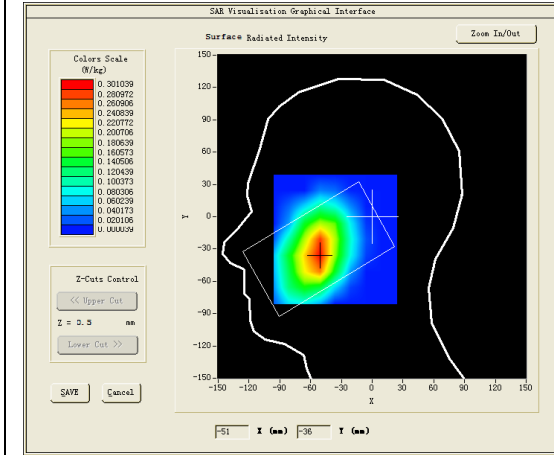 SAR Visualisation Graphical Interface
Surface Radiated Intensity
Zoom In/Out
Colors Scale
(W/kg)
0.301039
0.280972
0.260906
0.240839
0.220772
0.200706
0.180639
0.160573
0.140506
0.120439
0.100373
0.080306
0.060239
0.040173
0.020106
0.000039
Z-Cuts Control
<< Upper Cut
Z = 0.5 mm
Lower Cut >>
SAVE Cancel
150
120
90
60
30
0
-30
-60
-90
-120
-150
Y
-150 -120 -90 -60 -30 0 30 60 90 120 150
X
-51 X (mm) -36 Y (mm)